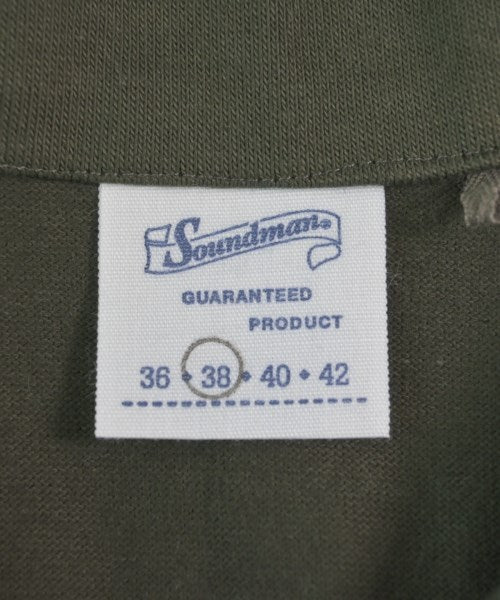 Soundman®
GUARANTEED
PRODUCT
36 • 38 • 40 • 42